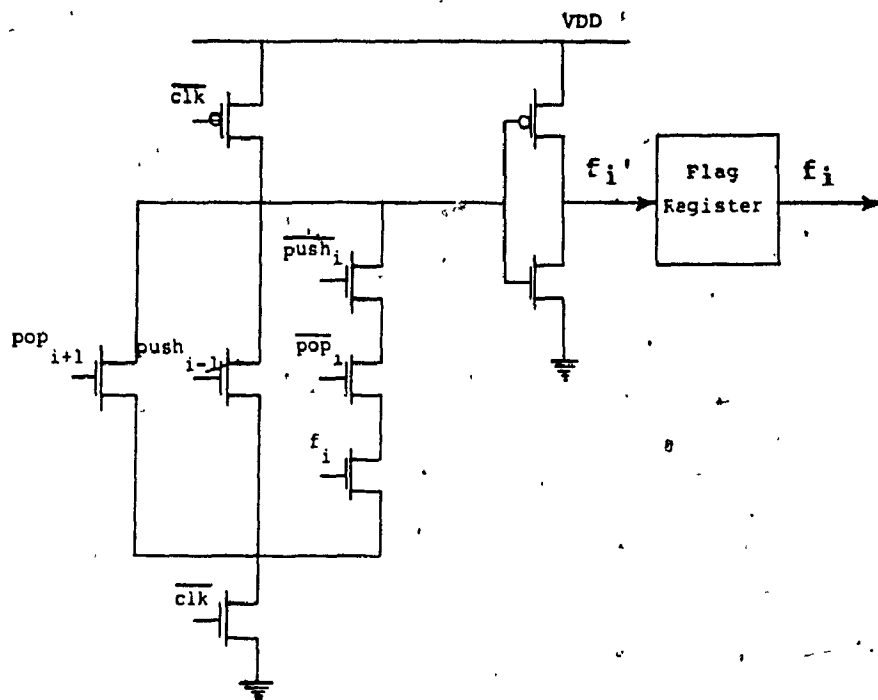 VDD
clk
f_i'
Flag
Register
f_i
push_i
pop_i+1
push_i-1
pop_i
f_i
clk